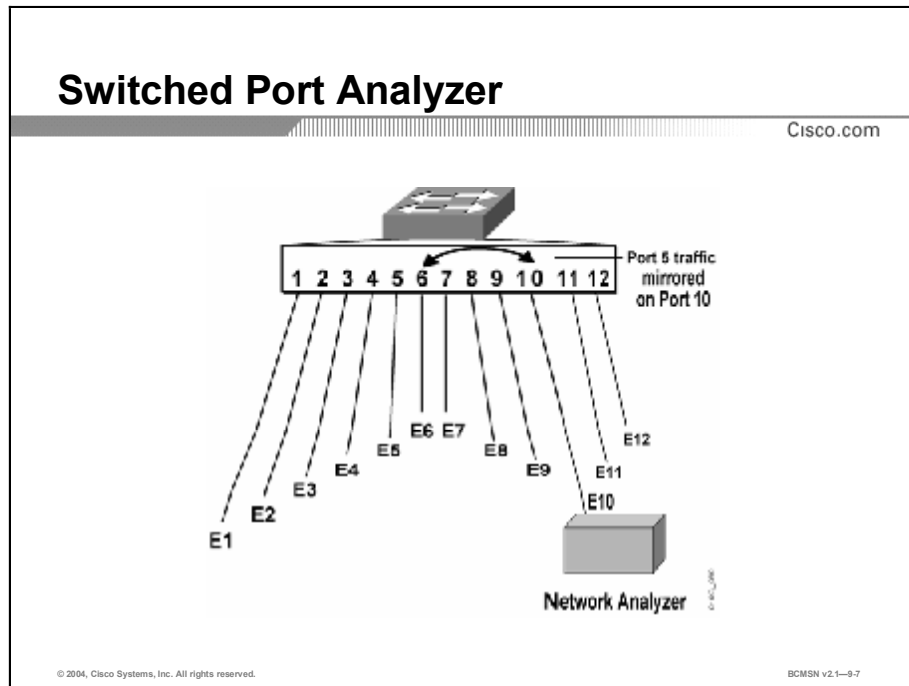 Switched Port Analyzer
Cisco.com
Port 5 traffic
mirrored
on Port 10
1 2 3 4 5 6 7 8 9 10 11 12
E6 E7
E12
E5
E8
E4
E9
E11
E3
E10
E2
E1
Network Analyzer
© 2004, Cisco Systems, Inc. All rights reserved.
BCMSN v2.1—9-7